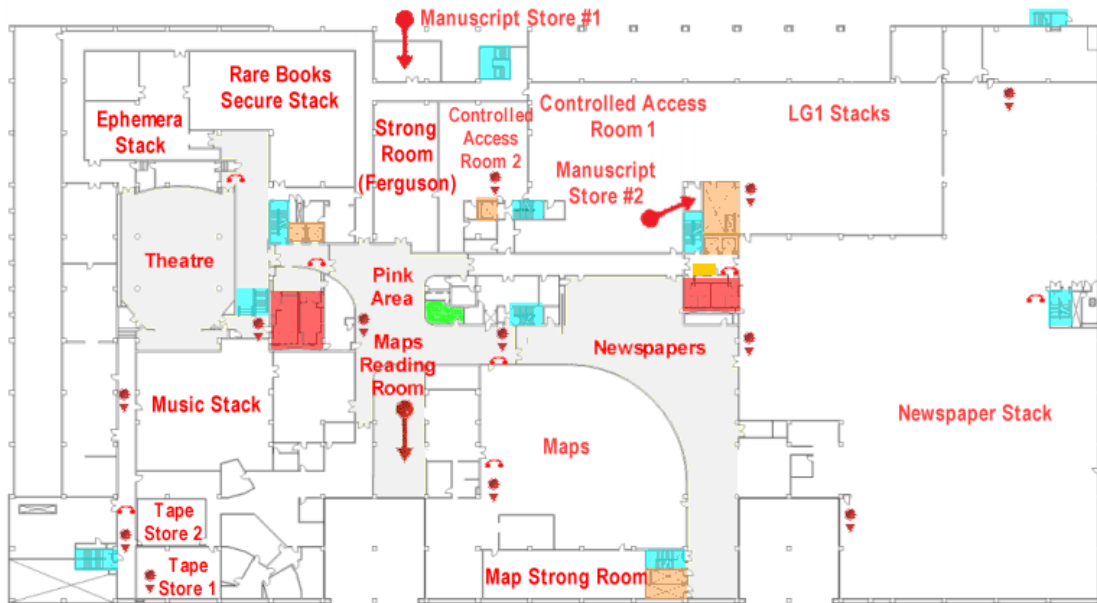 Manuscript Store #1
Rare Books
Secure Stack
Ephemera
Stack
Strong
Room
(Ferguson)
Controlled
Access
Room 2
Controlled Access
Room 1
LG1 Stacks
Manuscript
Store #2
Theatre
Pink
Area
Maps
Reading
Room
Newspapers
Music Stack
Maps
Newspaper Stack
Tape
Store 2
Tape
Store 1
Map Strong Room